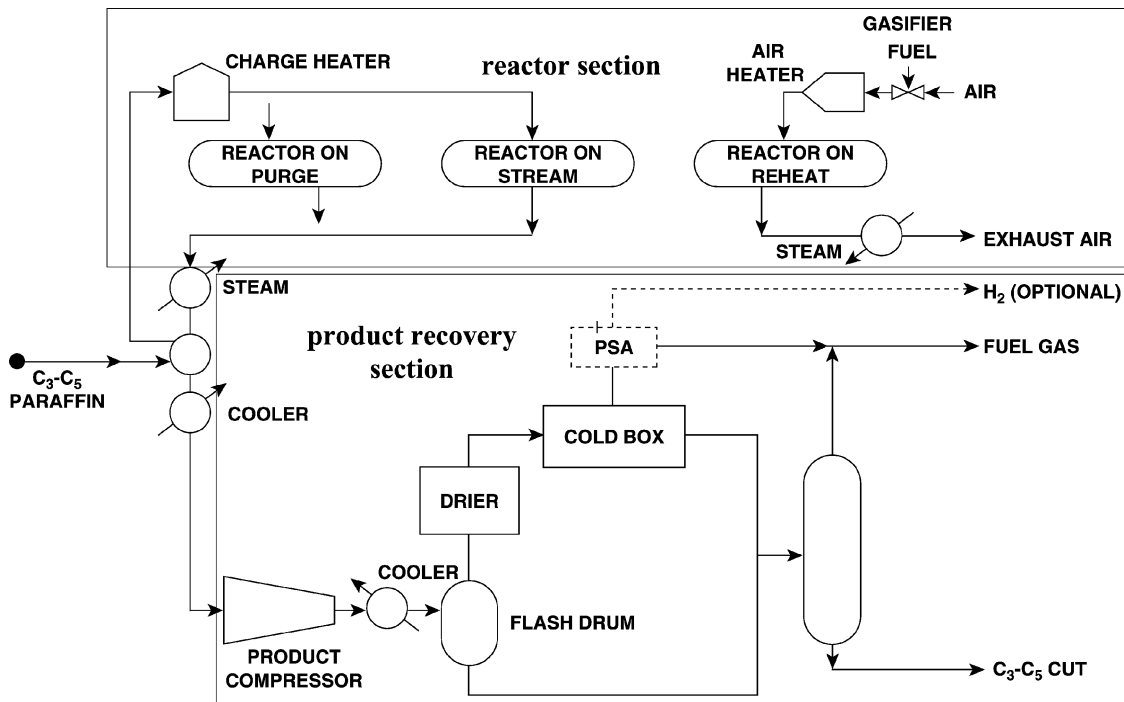 GASIFIER
FUEL
CHARGE HEATER
reactor section
AIR
HEATER
AIR
REACTOR ON
PURGE
REACTOR ON
STREAM
REACTOR ON
REHEAT
STEAM
EXHAUST AIR
STEAM
H₂ (OPTIONAL)
product recovery
section
PSA
FUEL GAS
C₃-C₅
PARAFFIN
COOLER
COLD BOX
DRIER
COOLER
FLASH DRUM
PRODUCT
COMPRESSOR
C₃-C₅ CUT